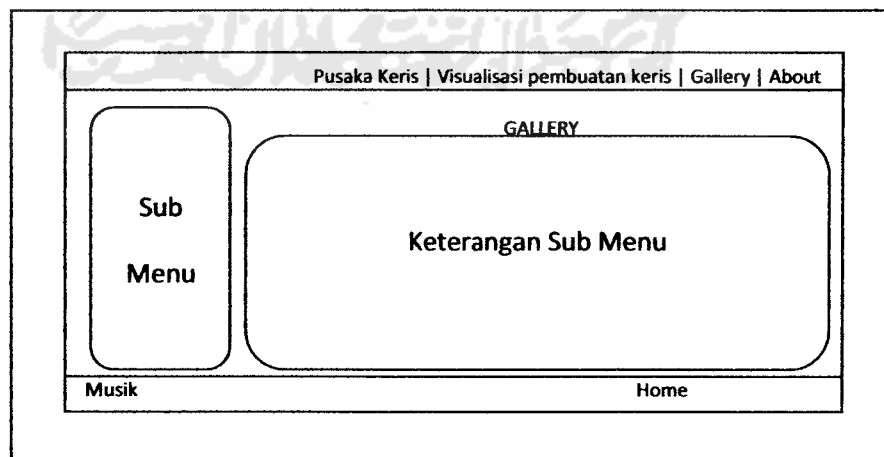 Pusaka Keris | Visualisasi pembuatan keris | Gallery | About
GALLERY
Sub
Menu
Keterangan Sub Menu
Musik
Home